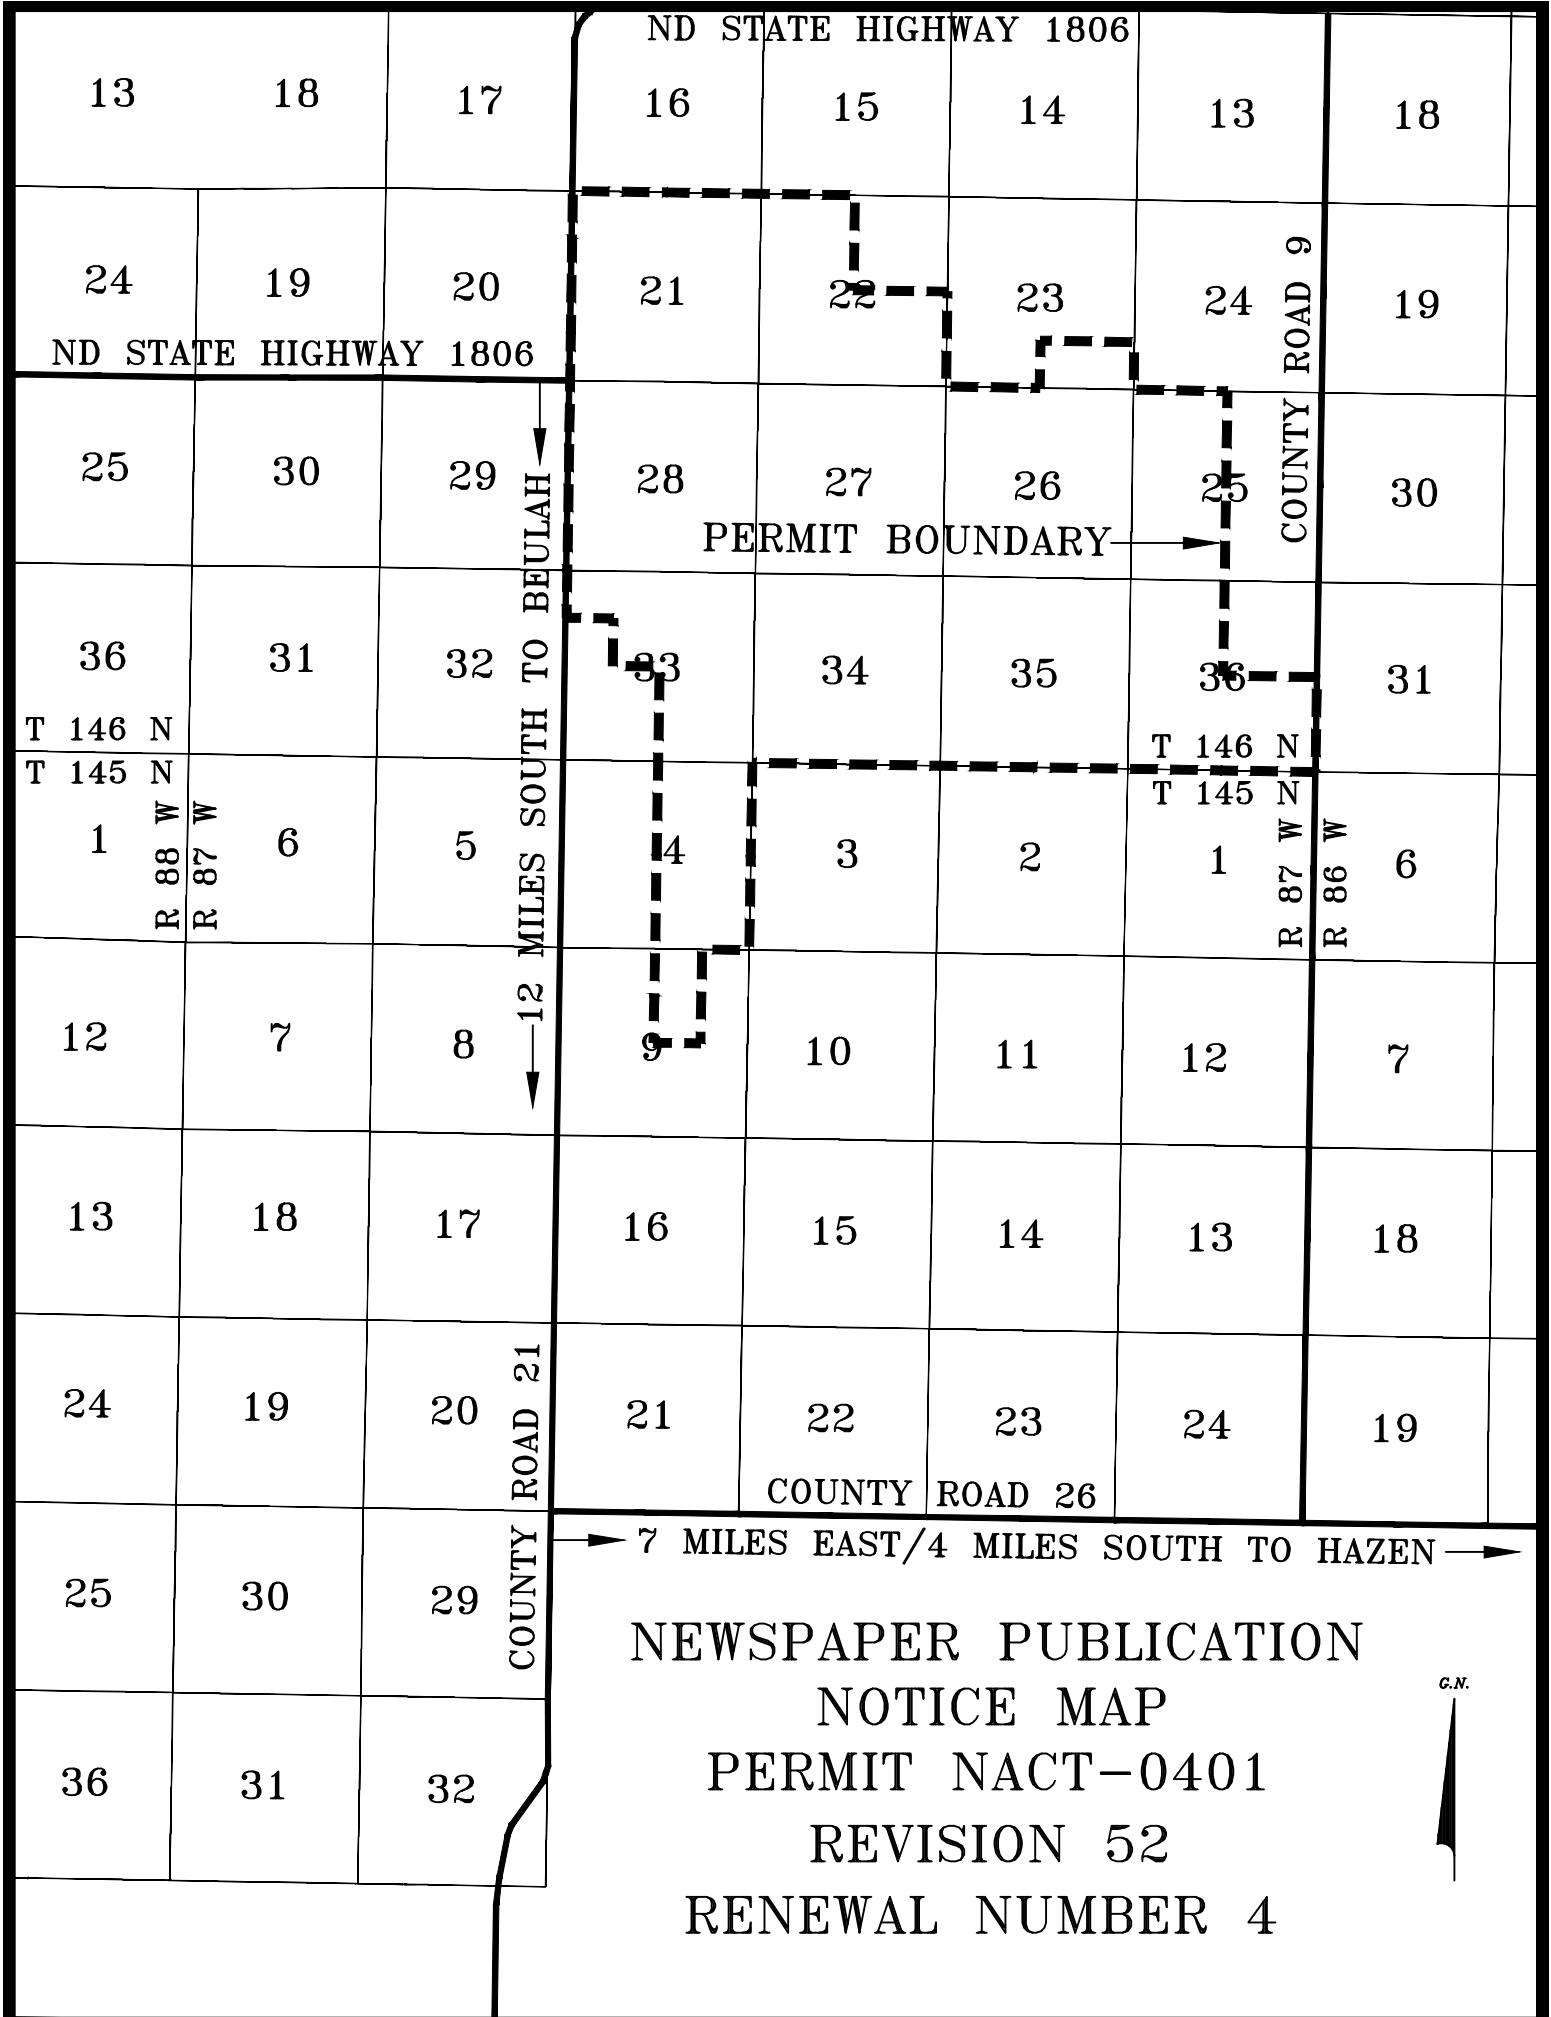 ND STATE HIGHWAY 1806
13 18 17 16 15 14 13 18
24 19 20 21 22 23 24 19
ND STATE HIGHWAY 1806
COUNTY ROAD 9
25 30 29 28 27 26 25 30
PERMIT BOUNDARY
12 MILES SOUTH TO BEULAH
36 31 32 33 34 35 36 31
T 146 N
T 145 N
T 146 N
T 145 N
R 88 W
R 87 W
R 87 W
R 86 W
1 6 5 4 3 2 1 6
12 7 8 9 10 11 12 7
13 18 17 16 15 14 13 18
24 19 20 21 22 23 24 19
COUNTY ROAD 21
COUNTY ROAD 26
7 MILES EAST/4 MILES SOUTH TO HAZEN
25 30 29
36 31 32
NEWSPAPER PUBLICATION
NOTICE MAP
PERMIT NACT-0401
REVISION 52
RENEWAL NUMBER 4
G.N.